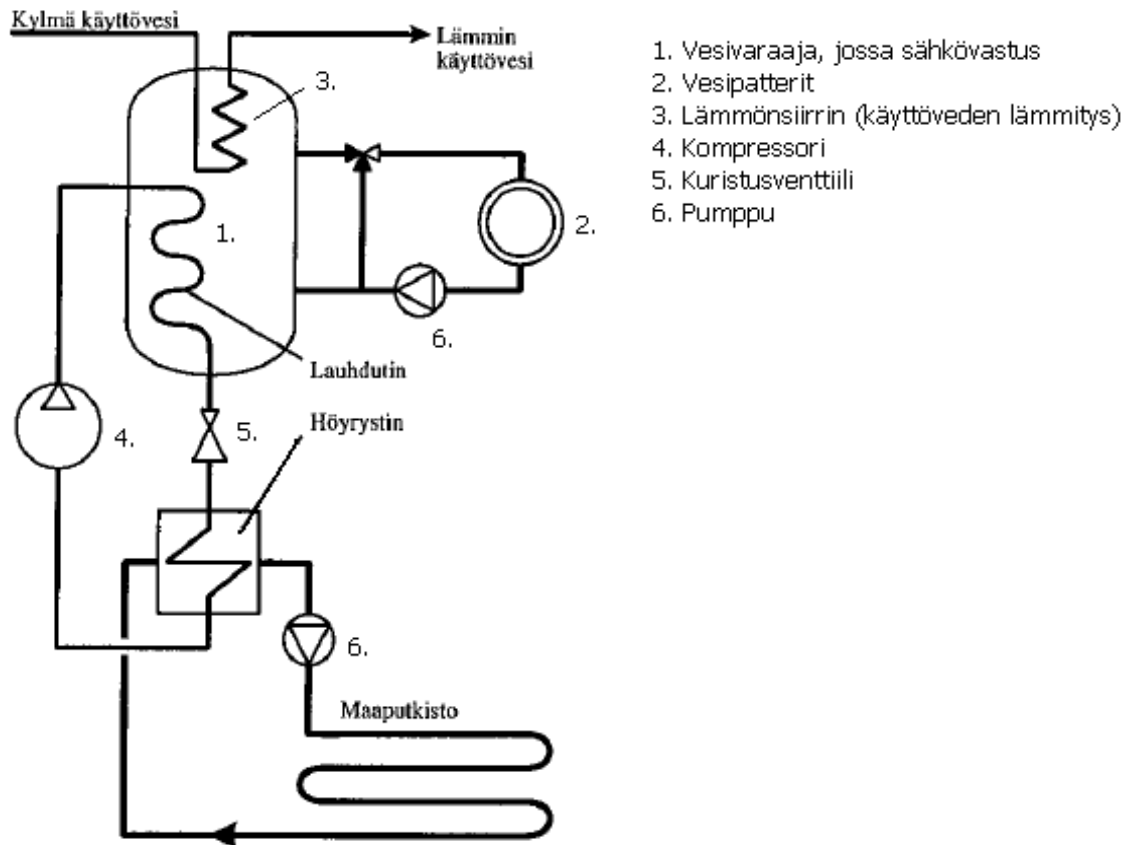 Kylmä käyttövesi
Lämmin
käyttövesi
3.
1.
2.
6.
Lauhdutin
4.
5.
Höyrystin
6.
Maaputkisto
1. Vesivaraaja, jossa sähkövastus
2. Vesipatterit
3. Lämmönsiirrin (käyttöveden lämmitys)
4. Kompressori
5. Kuristusventtiili
6. Pumppu